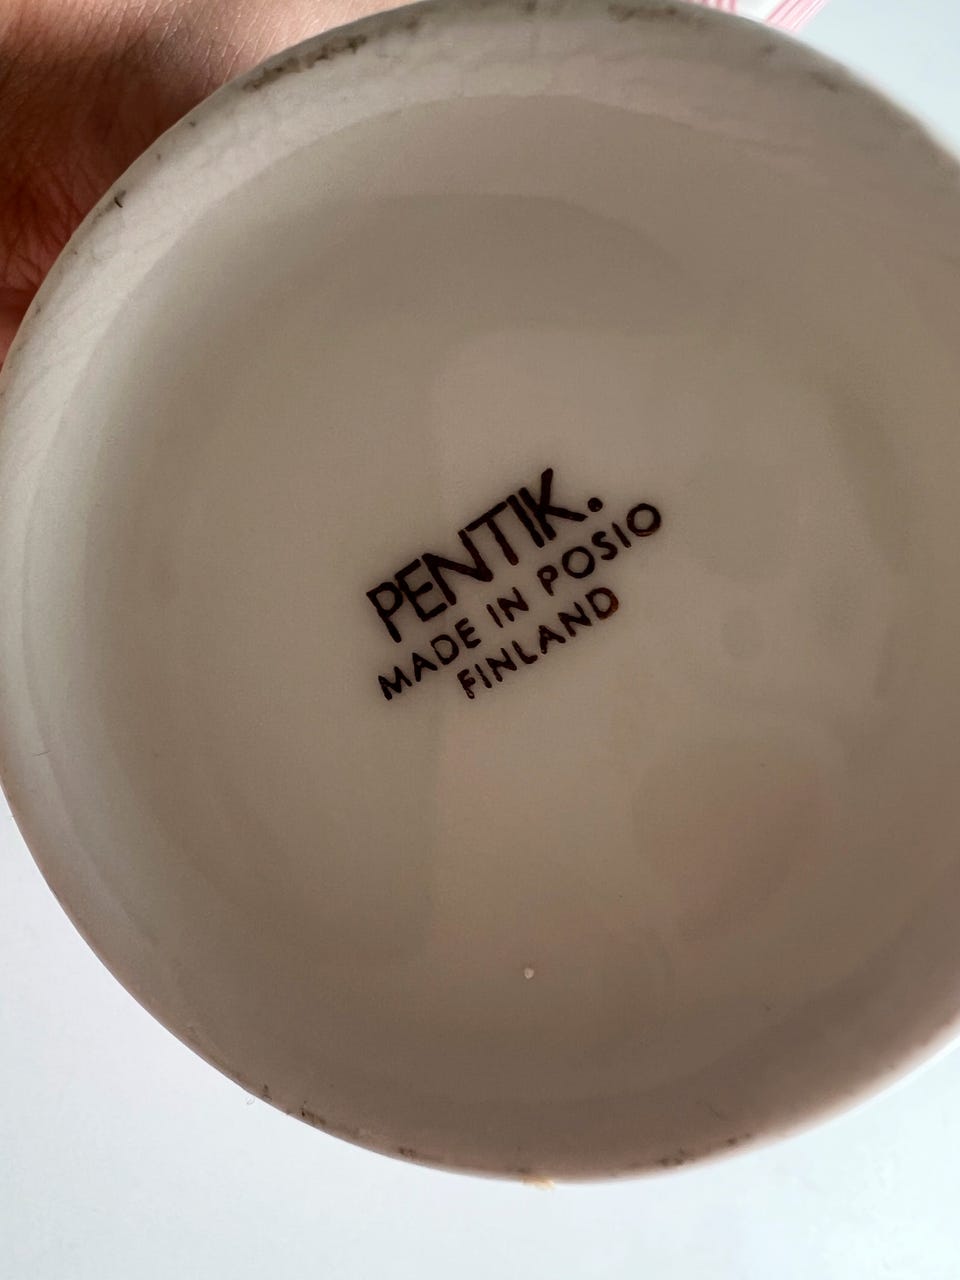 PENTIK.
MADE IN POSIO
FINLAND